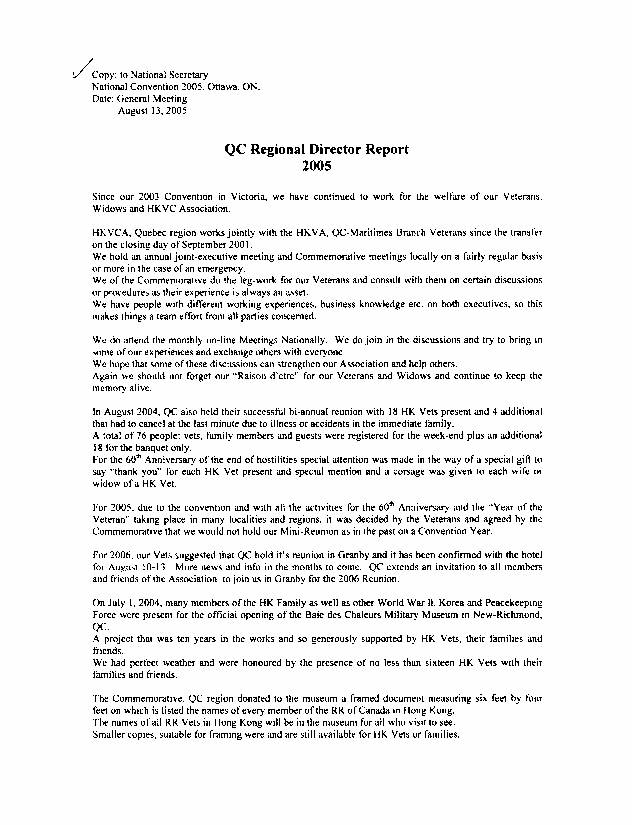 Copy: to National Secretary
National Convention 2005, Ottawa, ON.
Date: General Meeting
August 13, 2005
QC Regional Director Report
2005
Since our 2003 Convention in Victoria, we have continued to work for the welfare of our Veterans,
Widows and HKVC Association.
HKVCA, Quebec region works jointly with the HKVA, QC-Maritimes Branch Veterans since the transfer
on the closing day of September 2001.
We hold an annual joint-executive meeting and Commemorative meetings locally on a fairly regular basis
or more in the case of an emergency.
We of the Commemorative do the leg-work for our Veterans and consult with them on certain discussions
or procedures as their experience is always an asset.
We have people with different working experiences, business knowledge etc. on both executives, so this
makes things a team effort from all parties concerned.
We do attend the monthly on-line Meetings Nationally. We do join in the discussions and try to bring in
some of our experiences and exchange others with everyone
We hope that some of these discussions can strengthen our Association and help others.
Again we should not forget our "Raison d'etre" for our Veterans and Widows and continue to keep the
memory alive.
In August 2004, QC also held their successful bi-annual reunion with 18 HK Vets present and 4 additional
that had to cancel at the last minute due to illness or accidents in the immediate family.
A total of 76 people: vets, family members and guests were registered for the week-end plus an additional
18 for the banquet only.
For the 60th Anniversary of the end of hostilities special attention was made in the way of a special gift to
say "thank you" for each HK Vet present and special mention and a corsage was given to each wife or
widow of a HK Vet.
For 2005, due to the convention and with all the activities for the 60th Anniversary and the "Year of the
Veteran" taking place in many localities and regions, it was decided by the Veterans and agreed by the
Commemorative that we would not hold our Mini-Reunion as in the past on a Convention Year.
For 2006, our Vets suggested that QC hold it's reunion in Granby and it has been confirmed with the hotel
for August 10-13. More news and info in the months to come. QC extends an invitation to all members
and friends of the Association to join us in Granby for the 2006 Reunion.
On July 1, 2004, many members of the HK Family as well as other World War II, Korea and Peacekeeping
Force were present for the official opening of the Baie des Chaleurs Military Museum in New-Richmond,
QC.
A project that was ten years in the works and so generously supported by HK Vets, their families and
friends.
We had perfect weather and were honoured by the presence of no less than sixteen HK Vets with their
families and friends.
The Commemorative, QC region donated to the museum a framed document measuring six feet by four
feet on which is listed the names of every member of the RR of Canada in Hong Kong.
The names of all RR Vets in Hong Kong will be in the museum for all who visit to see.
Smaller copies, suitable for framing were and are still available for HK Vets or families.